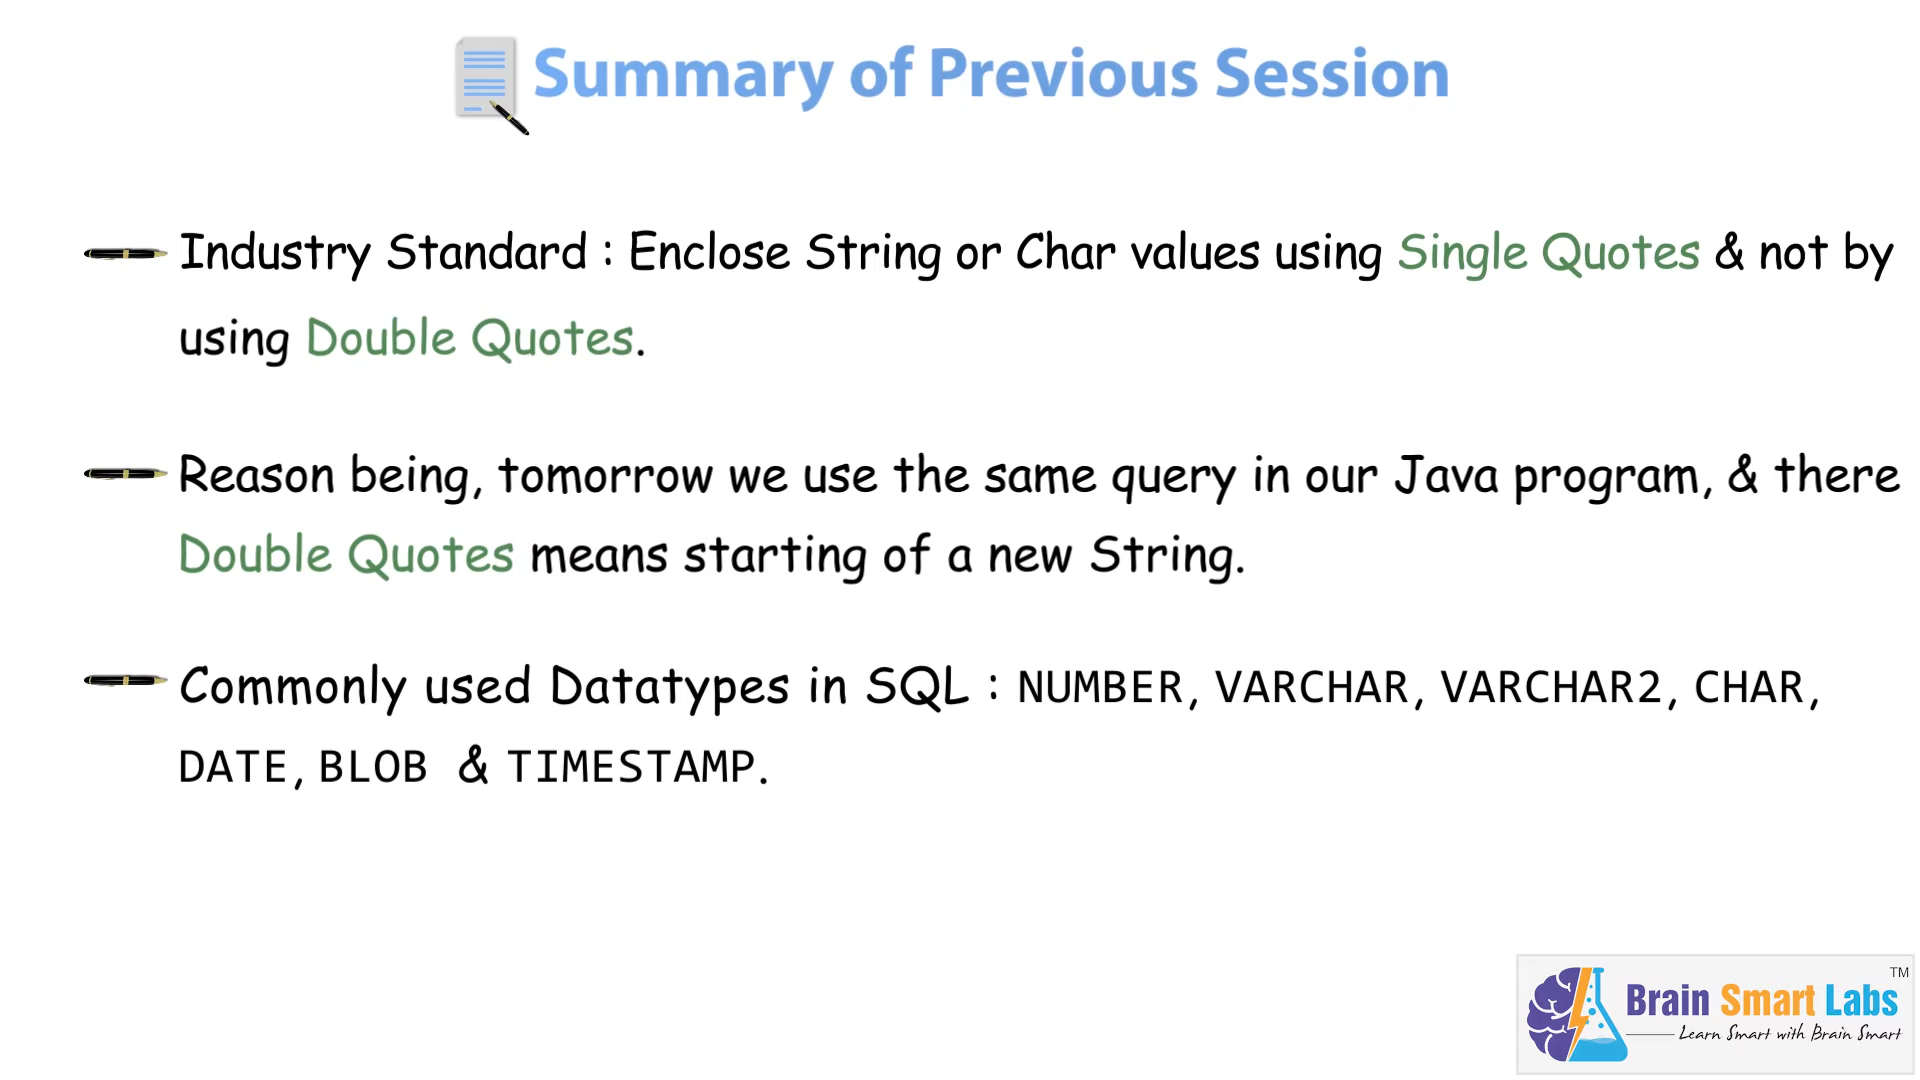 Summary of Previous Session
Industry Standard : Enclose String or Char values using Single Quotes & not by
using Double Quotes.
Reason being, tomorrow we use the same query in our Java program, & there
Double Quotes means starting of a new String.
Commonly used Datatypes in SQL : NUMBER, VARCHAR, VARCHAR2, CHAR,
DATE, BLOB & TIMESTAMP.
TM
Brain Smart Labs
Learn Smart with Brain Smart